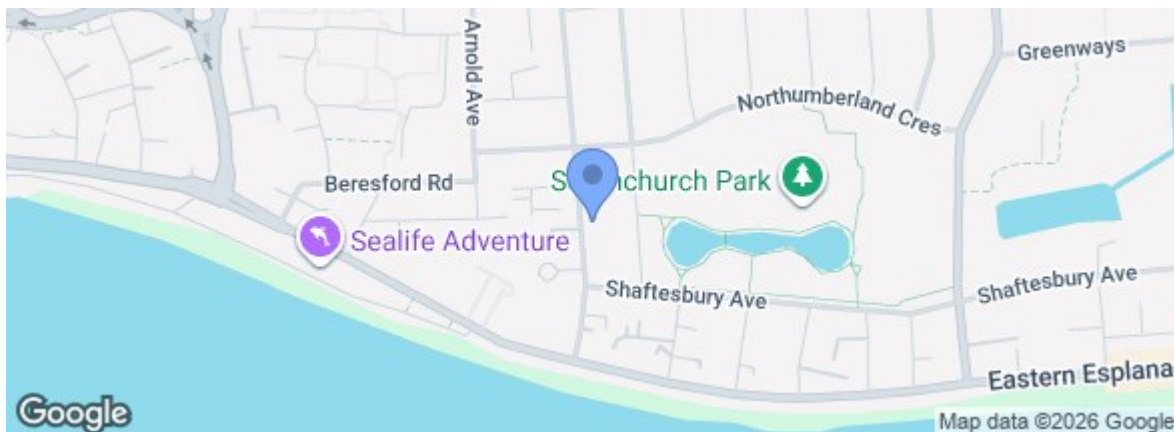 Arnold Ave
Greenways
Northumberland Cres
Beresford Rd
nchurch Park
Sealife Adventure
Shaftesbury Ave
Shaftesbury Ave
Eastern Esplana
Google
Map data ©2026 Google